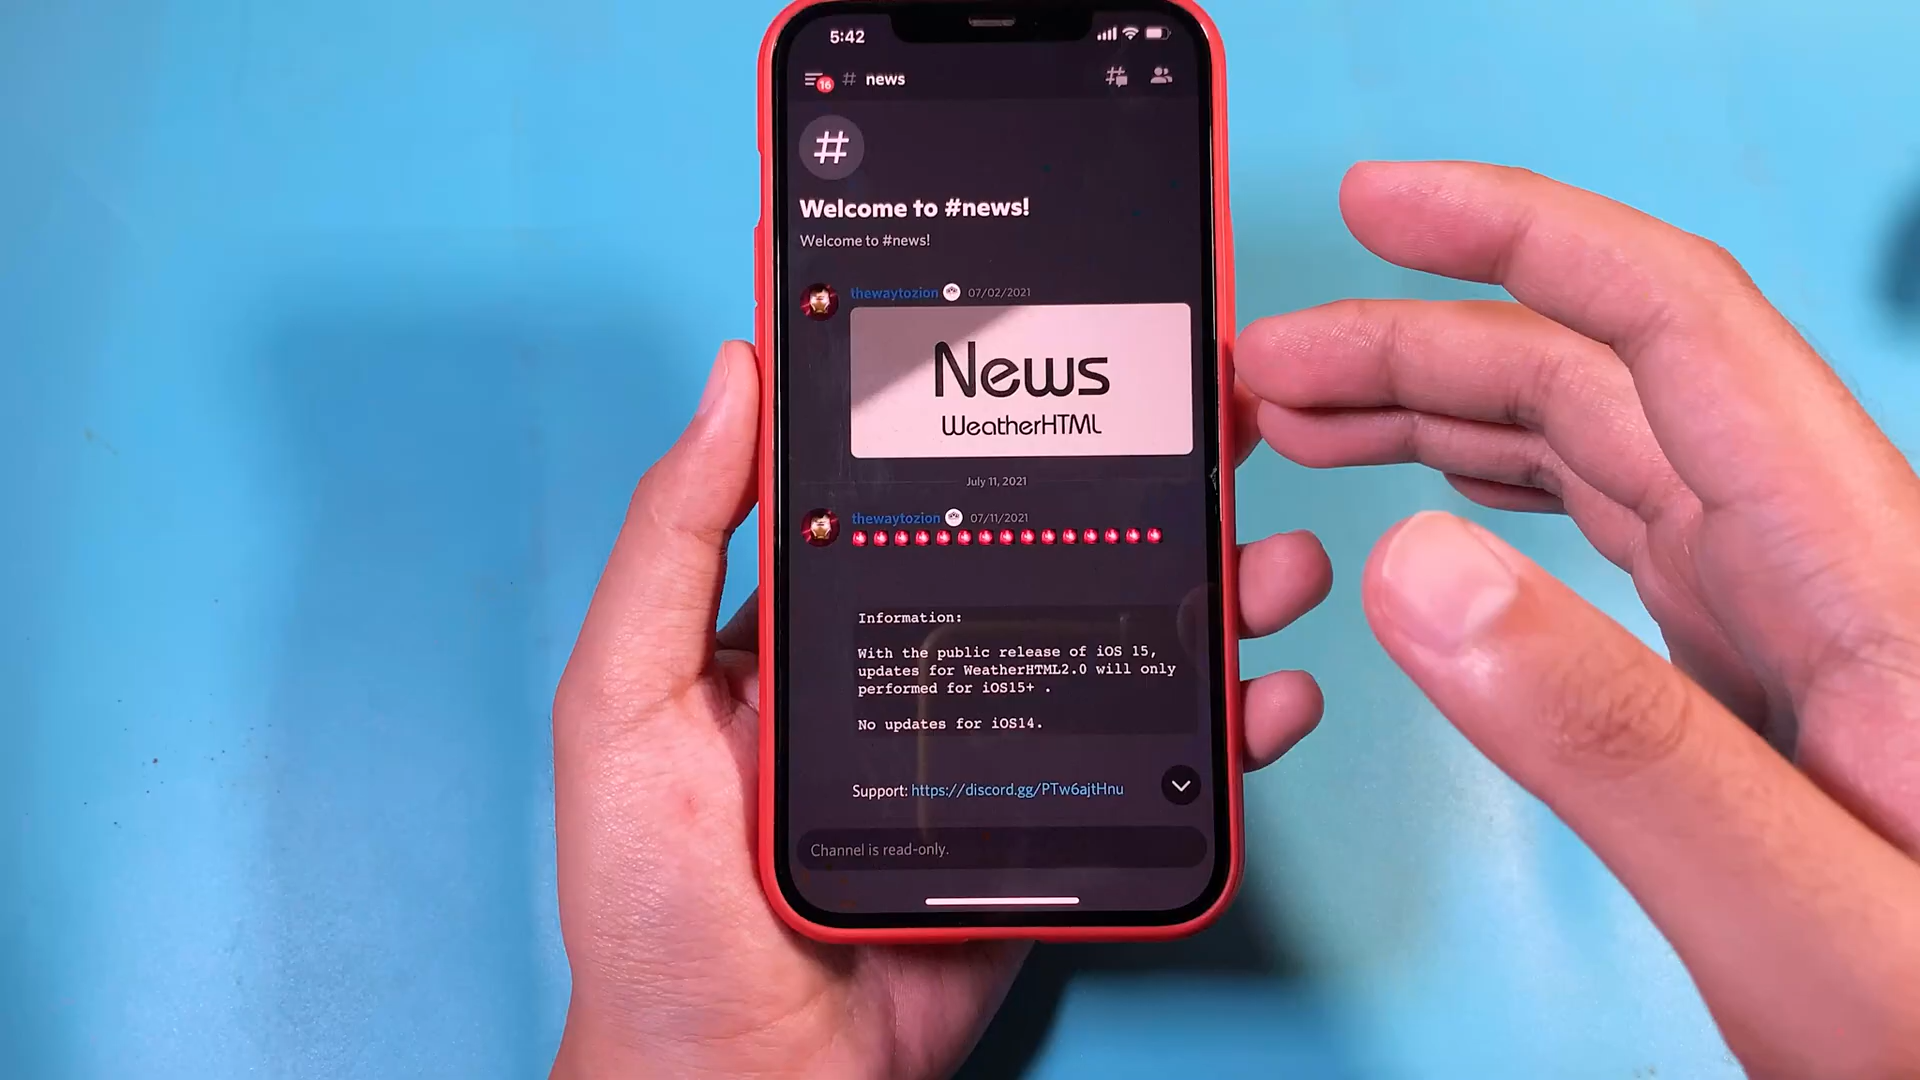 5:42
16 # news
#
Welcome to #news!
Welcome to #news!
thewaytozion 07/02/2021
News
WeatherHTML
July 11, 2021
thewaytozion 07/11/2021
Information:
With the public release of iOS 15,
updates for WeatherHTML2.0 will only
performed for iOS15+ .
No updates for iOS14.
Support: https://discord.gg/PTw6ajtHnu
Channel is read-only.